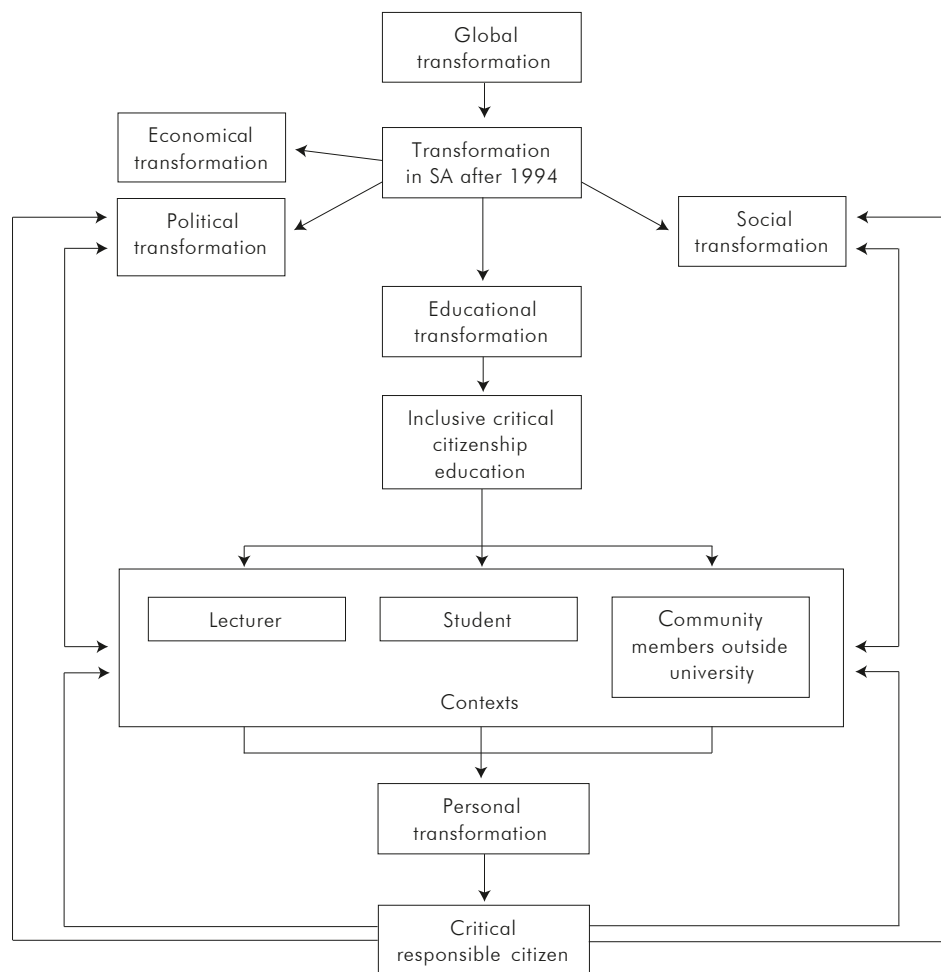 Global
transformation
Economical
transformation
Transformation
in SA after 1994
Political
transformation
Social
transformation
Educational
transformation
Inclusive critical
citizenship
education
Lecturer
Student
Community
members outside
university
Contexts
Personal
transformation
Critical
responsible citizen